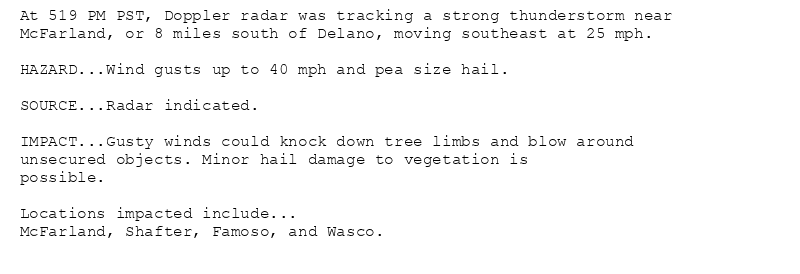 At 519 PM PST, Doppler radar was tracking a strong thunderstorm near
McFarland, or 8 miles south of Delano, moving southeast at 25 mph.
HAZARD...Wind gusts up to 40 mph and pea size hail.
SOURCE...Radar indicated.
IMPACT...Gusty winds could knock down tree limbs and blow around
unsecured objects. Minor hail damage to vegetation is
possible.
Locations impacted include...
McFarland, Shafter, Famoso, and Wasco.